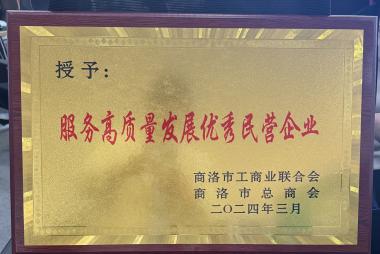 授予：
服务高质量发展优秀民营企业
商洛市工商业联合会
商洛市总商会
二〇二四年三月